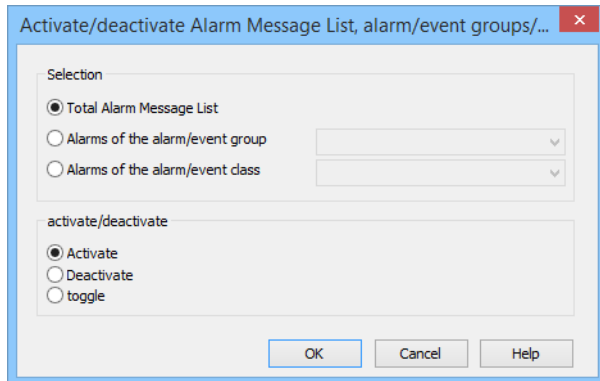 Activate/deactivate Alarm Message List, alarm/event groups/...
Selection
Total Alarm Message List
Alarms of the alarm/event group
Alarms of the alarm/event class
activate/deactivate
Activate
Deactivate
toggle
OK Cancel Help